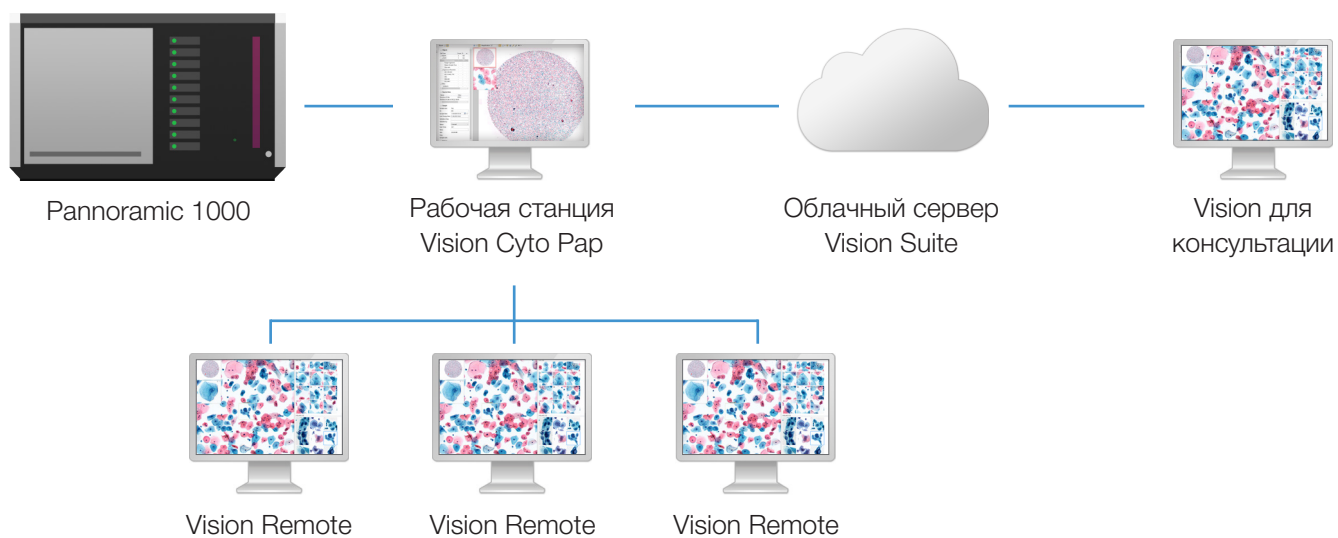 Pannoramic 1000
Рабочая станция
Vision Cyto Pap
Облачный сервер
Vision Suite
Vision для
консультации
Vision Remote
Vision Remote
Vision Remote